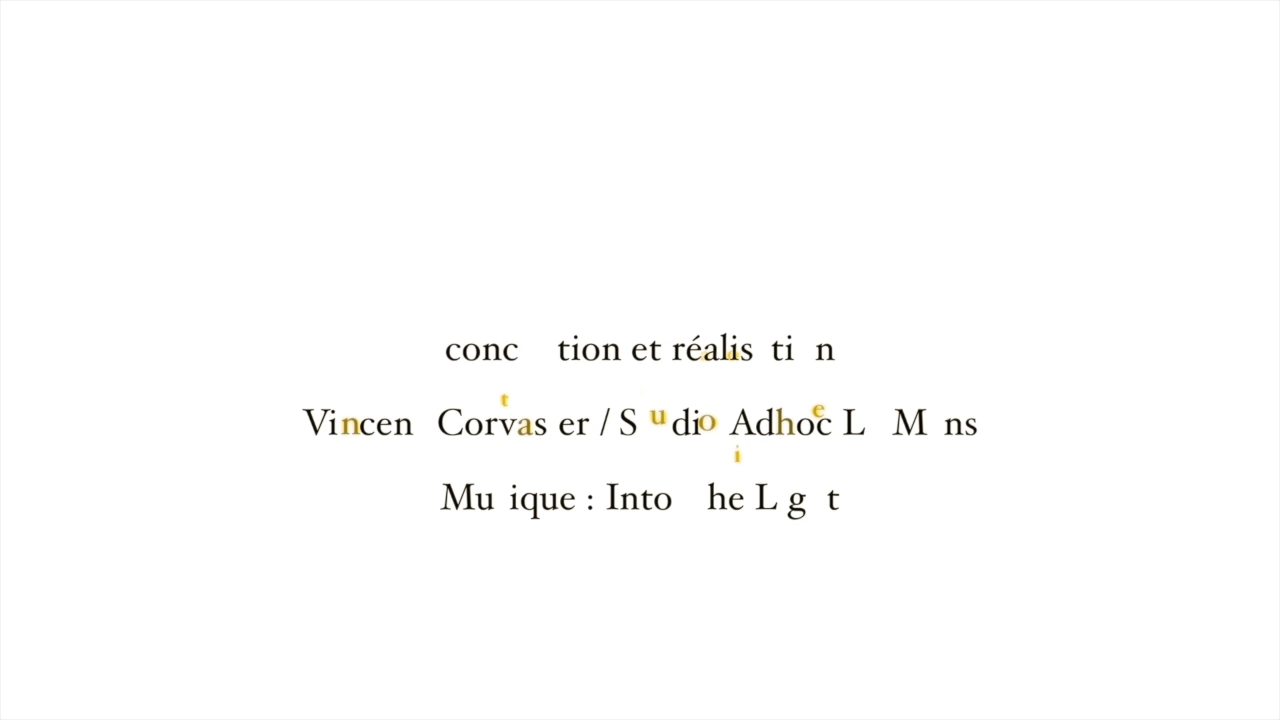 conc tion et réalis ti n
Vincen Corvas er / S udio Adhoc L M ns
Mu ique : Into he L g t